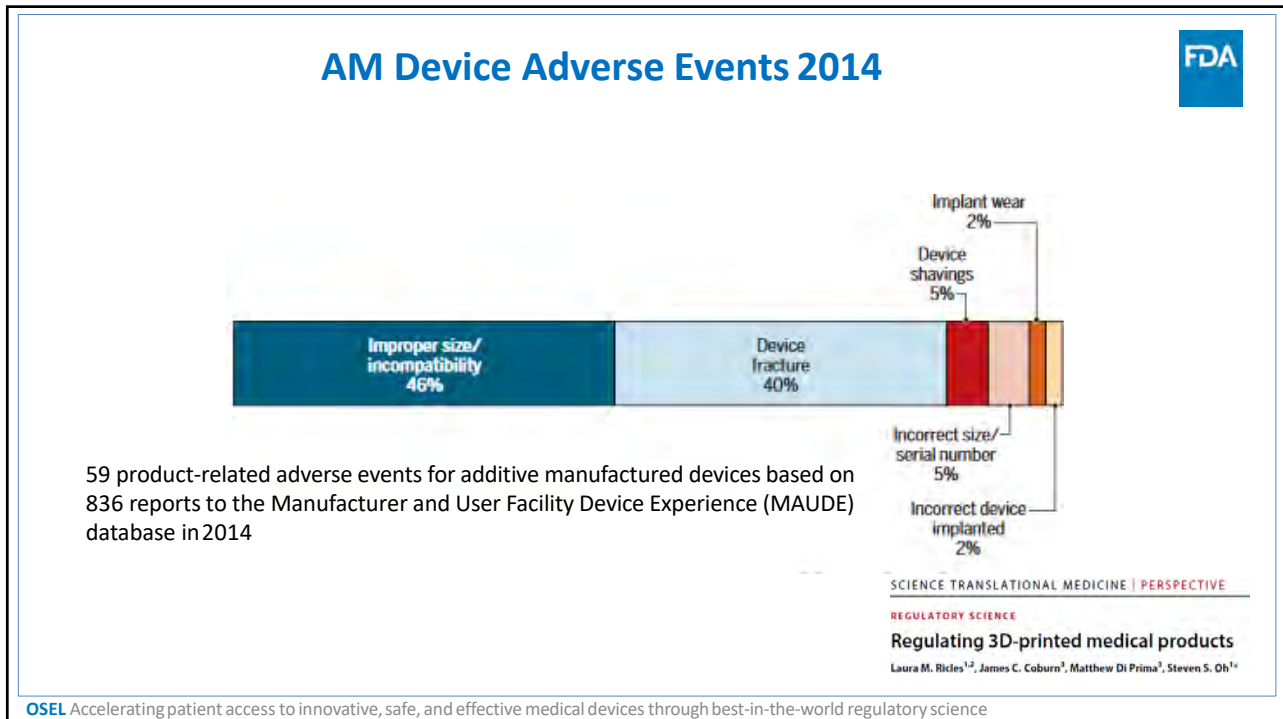 AM Device Adverse Events 2014
FDA
Implant wear
2%
Device
shavings
5%
Improper size/
incompatibility
46%
Device
fracture
40%
Incorrect size/
serial number
5%
Incorrect device
implanted
2%
59 product-related adverse events for additive manufactured devices based on
836 reports to the Manufacturer and User Facility Device Experience (MAUDE)
database in 2014
SCIENCE TRANSLATIONAL MEDICINE | PERSPECTIVE
REGULATORY SCIENCE
Regulating 3D-printed medical products
Laura M. Ricles1,2, James C. Coburn3, Matthew Di Prima3, Steven S. Oh1*
OSEL Accelerating patient access to innovative, safe, and effective medical devices through best-in-the-world regulatory science